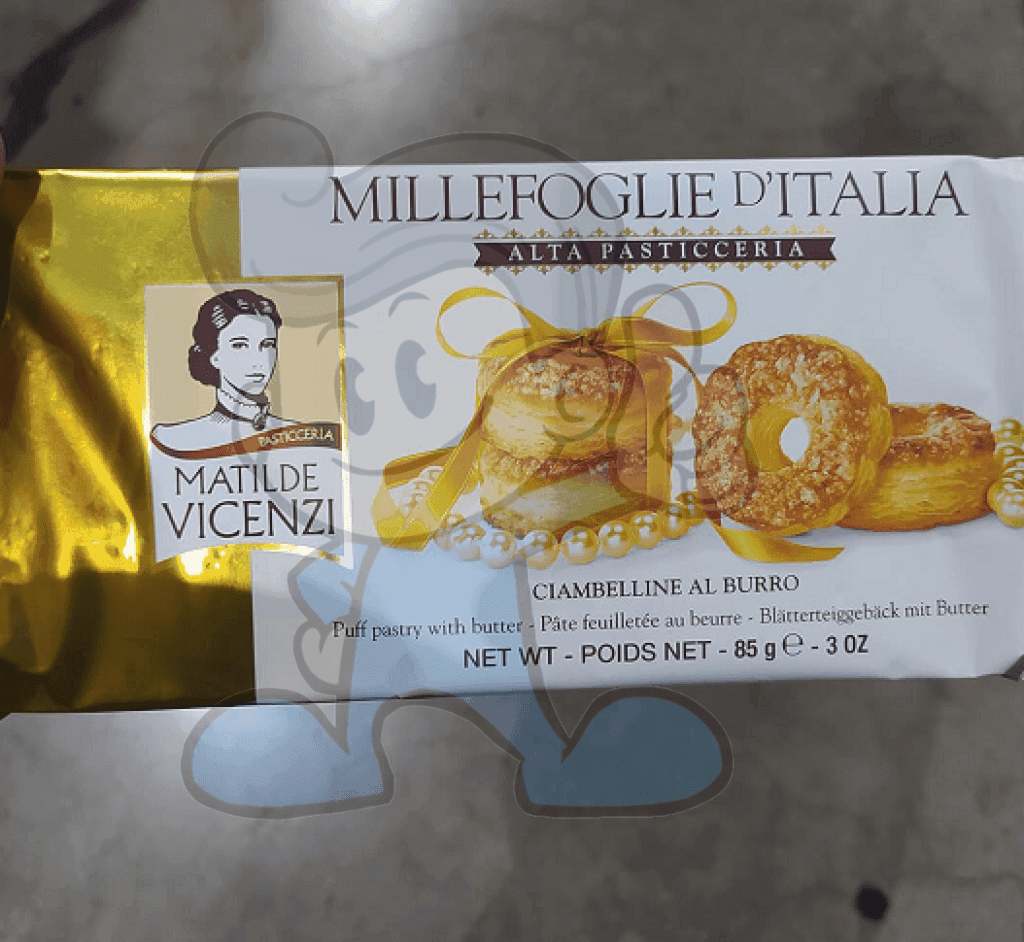 MILLEFOGLIE D'ITALIA
ALTA PASTICCERIA
PASTICCERIA
MATILDE
VICENZI
CIAMBELLINE AL BURRO
Puff pastry with butter - Pâte feuilletée au beurre - Blätterteiggebäck mit Butter
NET WT - POIDS NET - 85 g ℮ - 3 OZ